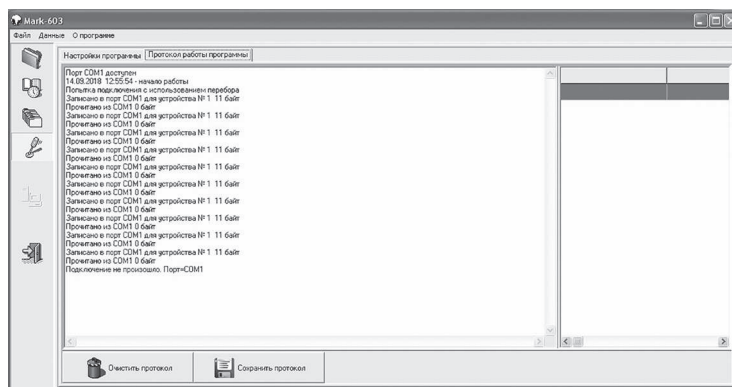 Mark-603
Файл Данные О программе
Настройки программы Протокол работы программы
Порт COM1 доступен
14.09.2018 12:55:54 - начало работы
Попытка подключения с использованием перебора
Записано в порт COM1 для устройства № 1 11 байт
Прочитано из COM1 0 байт
Записано в порт COM1 для устройства № 1 11 байт
Прочитано из COM1 0 байт
Записано в порт COM1 для устройства № 1 11 байт
Прочитано из COM1 0 байт
Записано в порт COM1 для устройства № 1 11 байт
Прочитано из COM1 0 байт
Записано в порт COM1 для устройства № 1 11 байт
Прочитано из COM1 0 байт
Записано в порт COM1 для устройства № 1 11 байт
Прочитано из COM1 0 байт
Записано в порт COM1 для устройства № 1 11 байт
Прочитано из COM1 0 байт
Записано в порт COM1 для устройства № 1 11 байт
Прочитано из COM1 0 байт
Записано в порт COM1 для устройства № 1 11 байт
Прочитано из COM1 0 байт
Записано в порт COM1 для устройства № 1 11 байт
Прочитано из COM1 0 байт
Подключение не произошло. Порт=COM1
Очистить протокол Сохранить протокол